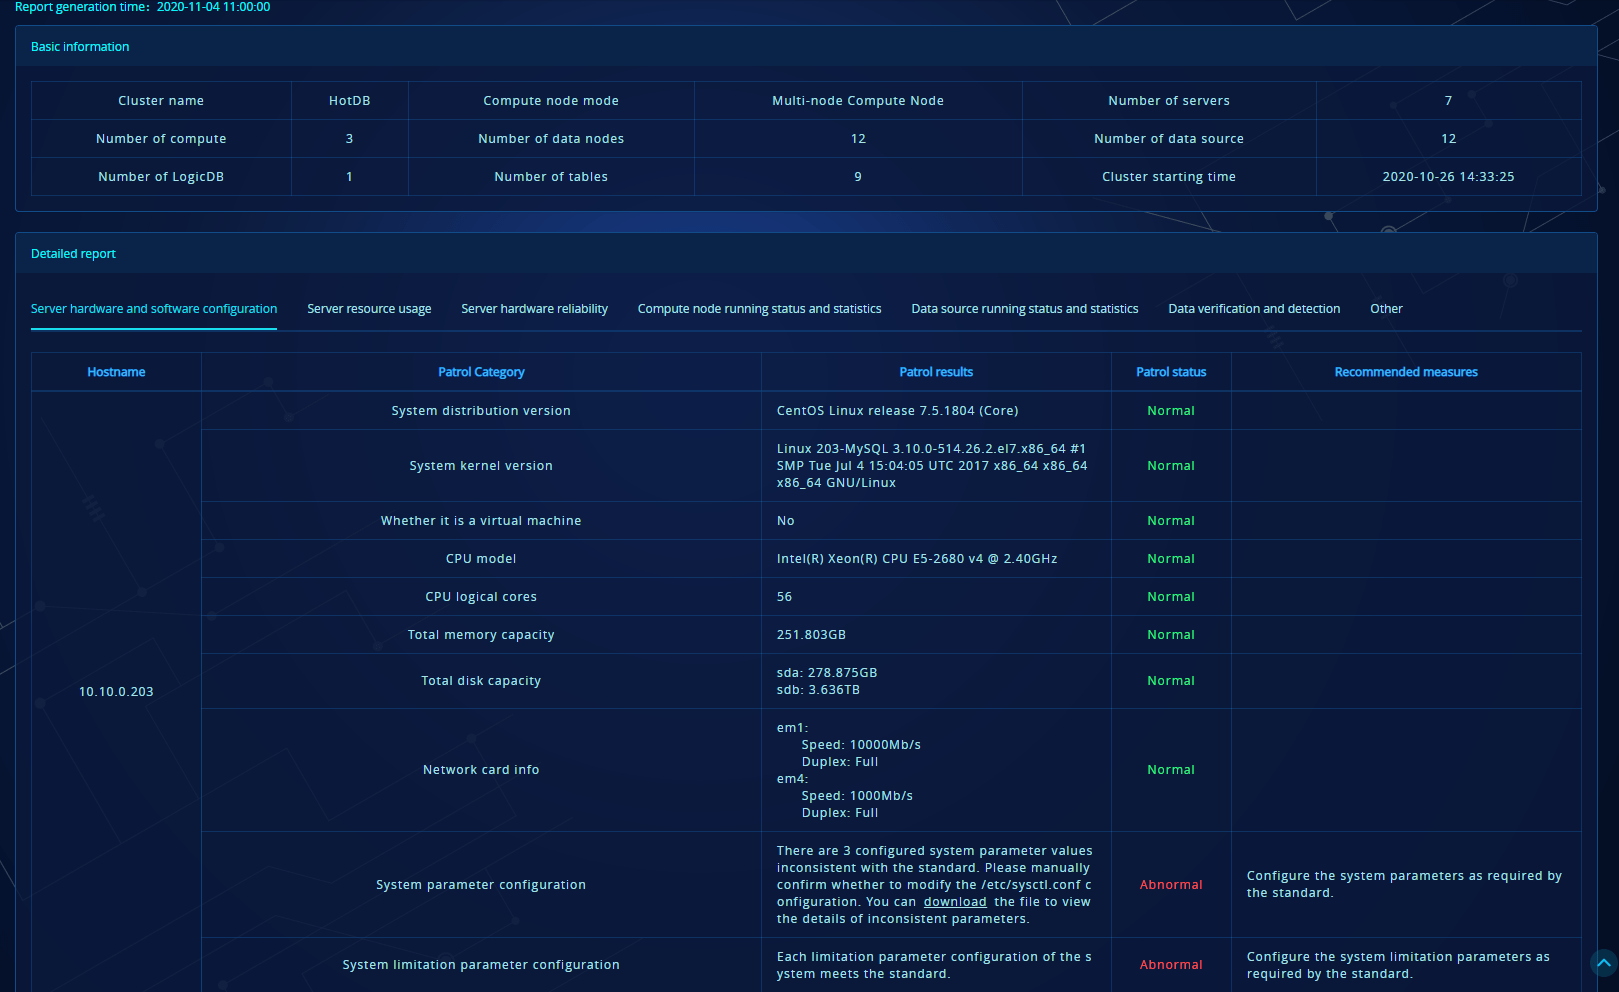 Report generation time：2020-11-04 11:00:00
Basic information
Cluster name HotDB Compute node mode Multi-node Compute Node Number of servers 7
Number of compute 3 Number of data nodes 12 Number of data source 12
Number of LogicDB 1 Number of tables 9 Cluster starting time 2020-10-26 14:33:25
Detailed report
Server hardware and software configuration Server resource usage Server hardware reliability Compute node running status and statistics Data source running status and statistics Data verification and detection Other
Hostname Patrol Category Patrol results Patrol status Recommended measures
10.10.0.203
System distribution version CentOS Linux release 7.5.1804 (Core) Normal
System kernel version
Linux 203-MySQL 3.10.0-514.26.2.el7.x86_64 #1
SMP Tue Jul 4 15:04:05 UTC 2017 x86_64 x86_64
x86_64 GNU/Linux
Normal
Whether it is a virtual machine No Normal
CPU model Intel(R) Xeon(R) CPU E5-2680 v4 @ 2.40GHz Normal
CPU logical cores 56 Normal
Total memory capacity 251.803GB Normal
Total disk capacity
sda: 278.875GB
sdb: 3.636TB
Normal
Network card info
em1:
Speed: 10000Mb/s
Duplex: Full
em4:
Speed: 1000Mb/s
Duplex: Full
Normal
System parameter configuration
There are 3 configured system parameter values
inconsistent with the standard. Please manually
confirm whether to modify the /etc/sysctl.conf c
onfiguration. You can download the file to view
the details of inconsistent parameters.
Abnormal
Configure the system parameters as required by
the standard.
System limitation parameter configuration
Each limitation parameter configuration of the s
ystem meets the standard.
Abnormal
Configure the system limitation parameters as
required by the standard.